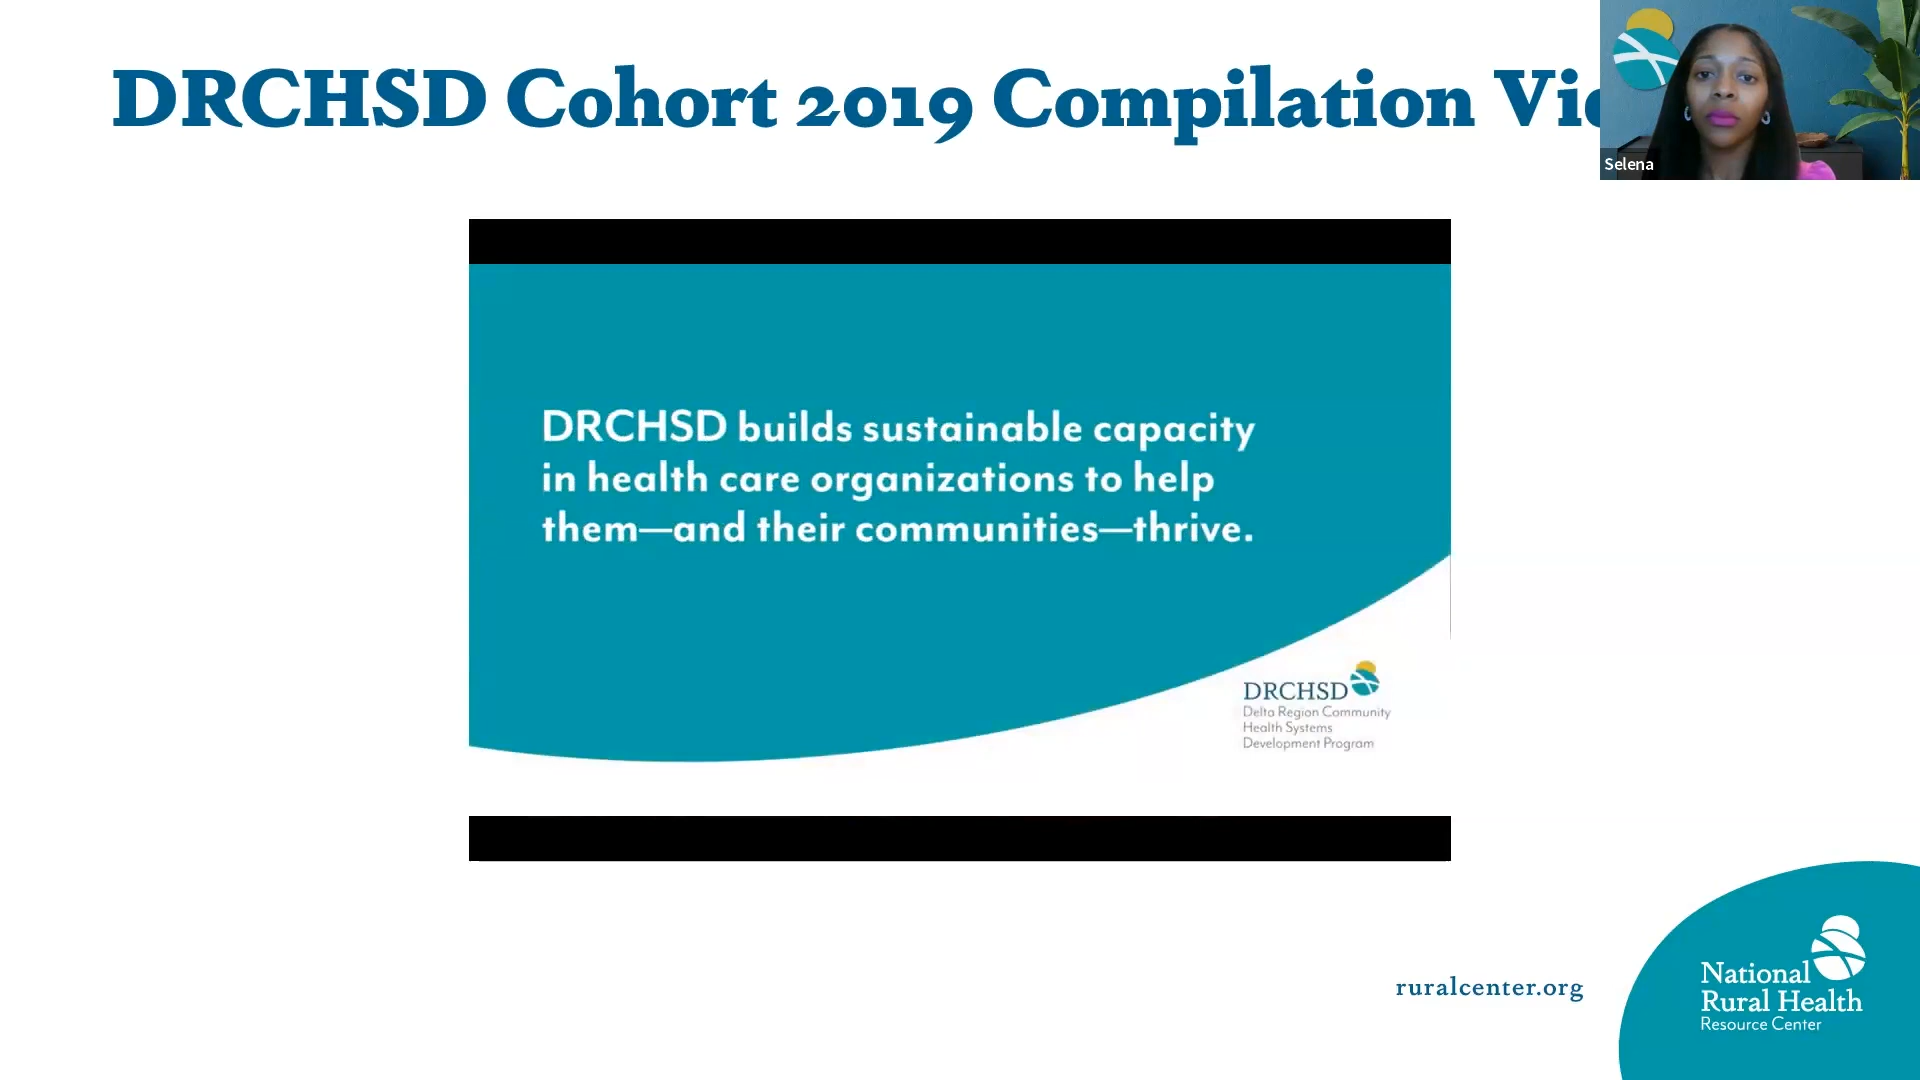 DRCHSD Cohort 2019 Compilation
Selena
DRCHSD builds sustainable capacity
in health care organizations to help
them—and their communities—thrive.
DRCHSD
Delta Region Community
Health Systems
Development Program
ruralcenter.org
National
Rural Health
Resource Center